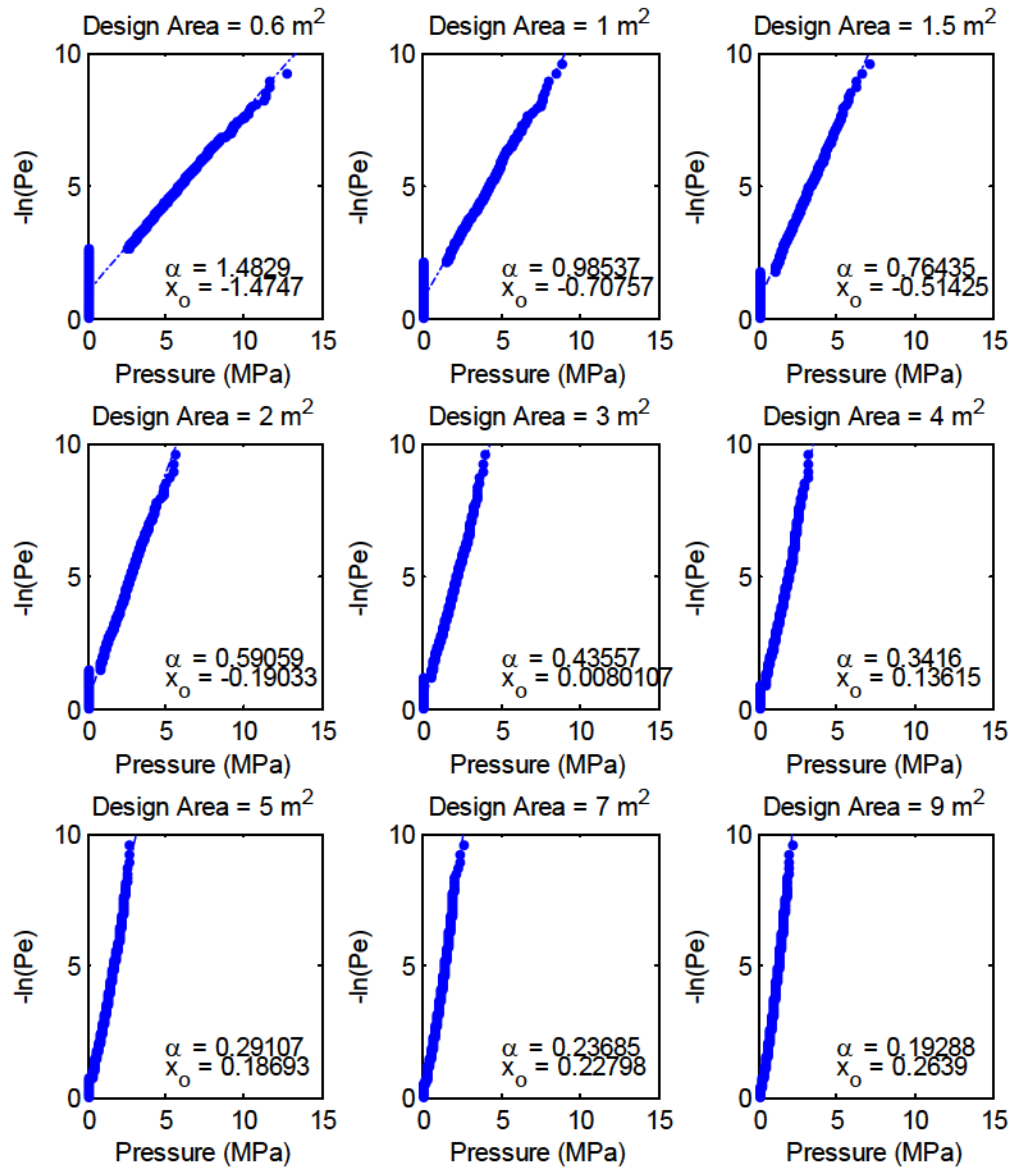 Design Area = 0.6 m²
10
5
0
-ln(Pe)
α = 1.4829
xo = -1.4747
0 5 10 15
Pressure (MPa)
Design Area = 1 m²
10
5
0
-ln(Pe)
α = 0.98537
xo = -0.70757
0 5 10 15
Pressure (MPa)
Design Area = 1.5 m²
10
5
0
-ln(Pe)
α = 0.76435
xo = -0.51425
0 5 10 15
Pressure (MPa)
Design Area = 2 m²
10
5
0
-ln(Pe)
α = 0.59059
xo = -0.19033
0 5 10 15
Pressure (MPa)
Design Area = 3 m²
10
5
0
-ln(Pe)
α = 0.43557
xo = 0.0080107
0 5 10 15
Pressure (MPa)
Design Area = 4 m²
10
5
0
-ln(Pe)
α = 0.3416
xo = 0.13615
0 5 10 15
Pressure (MPa)
Design Area = 5 m²
10
5
0
-ln(Pe)
α = 0.29107
xo = 0.18693
0 5 10 15
Pressure (MPa)
Design Area = 7 m²
10
5
0
-ln(Pe)
α = 0.23685
xo = 0.22798
0 5 10 15
Pressure (MPa)
Design Area = 9 m²
10
5
0
-ln(Pe)
α = 0.19288
xo = 0.2639
0 5 10 15
Pressure (MPa)